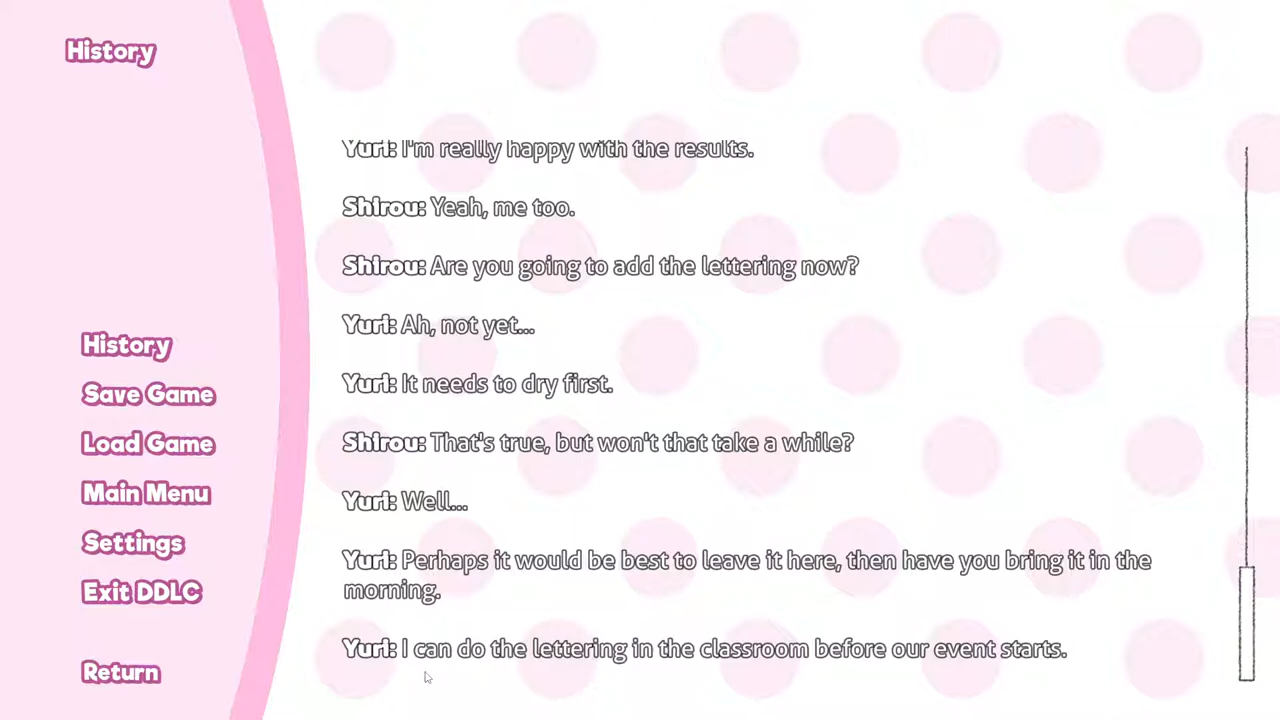 History
Yuri: I'm really happy with the results.
Shirou: Yeah, me too.
Shirou: Are you going to add the lettering now?
Yuri: Ah, not yet...
Yuri: It needs to dry first.
Shirou: That's true, but won't that take a while?
Yuri: Well...
Yuri: Perhaps it would be best to leave it here, then have you bring it in the
morning.
Yuri: I can do the lettering in the classroom before our event starts.
History
Save Game
Load Game
Main Menu
Settings
Exit DDLC
Return